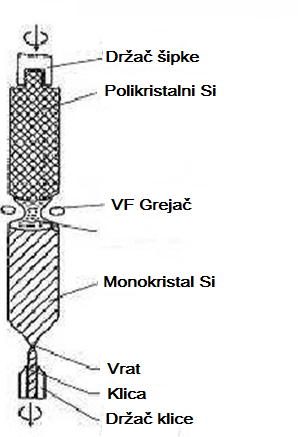 Držač šipke
Polikristalni Si
VF Grejač
Monokristal Si
Vrat
Klica
Držač klice